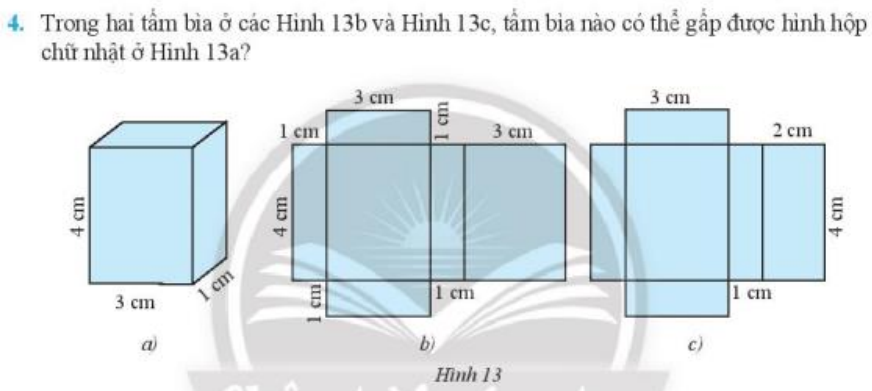 4. Trong hai tấm bìa ở các Hình 13b và Hình 13c, tấm bìa nào có thể gấp được hình hộp
chữ nhật ở Hình 13a?
3 cm
1 cm
1 cm
3 cm
3 cm
2 cm
4 cm
4 cm
4 cm
3 cm
1 cm
1 cm
1 cm
1 cm
a)
b)
c)
Hình 13